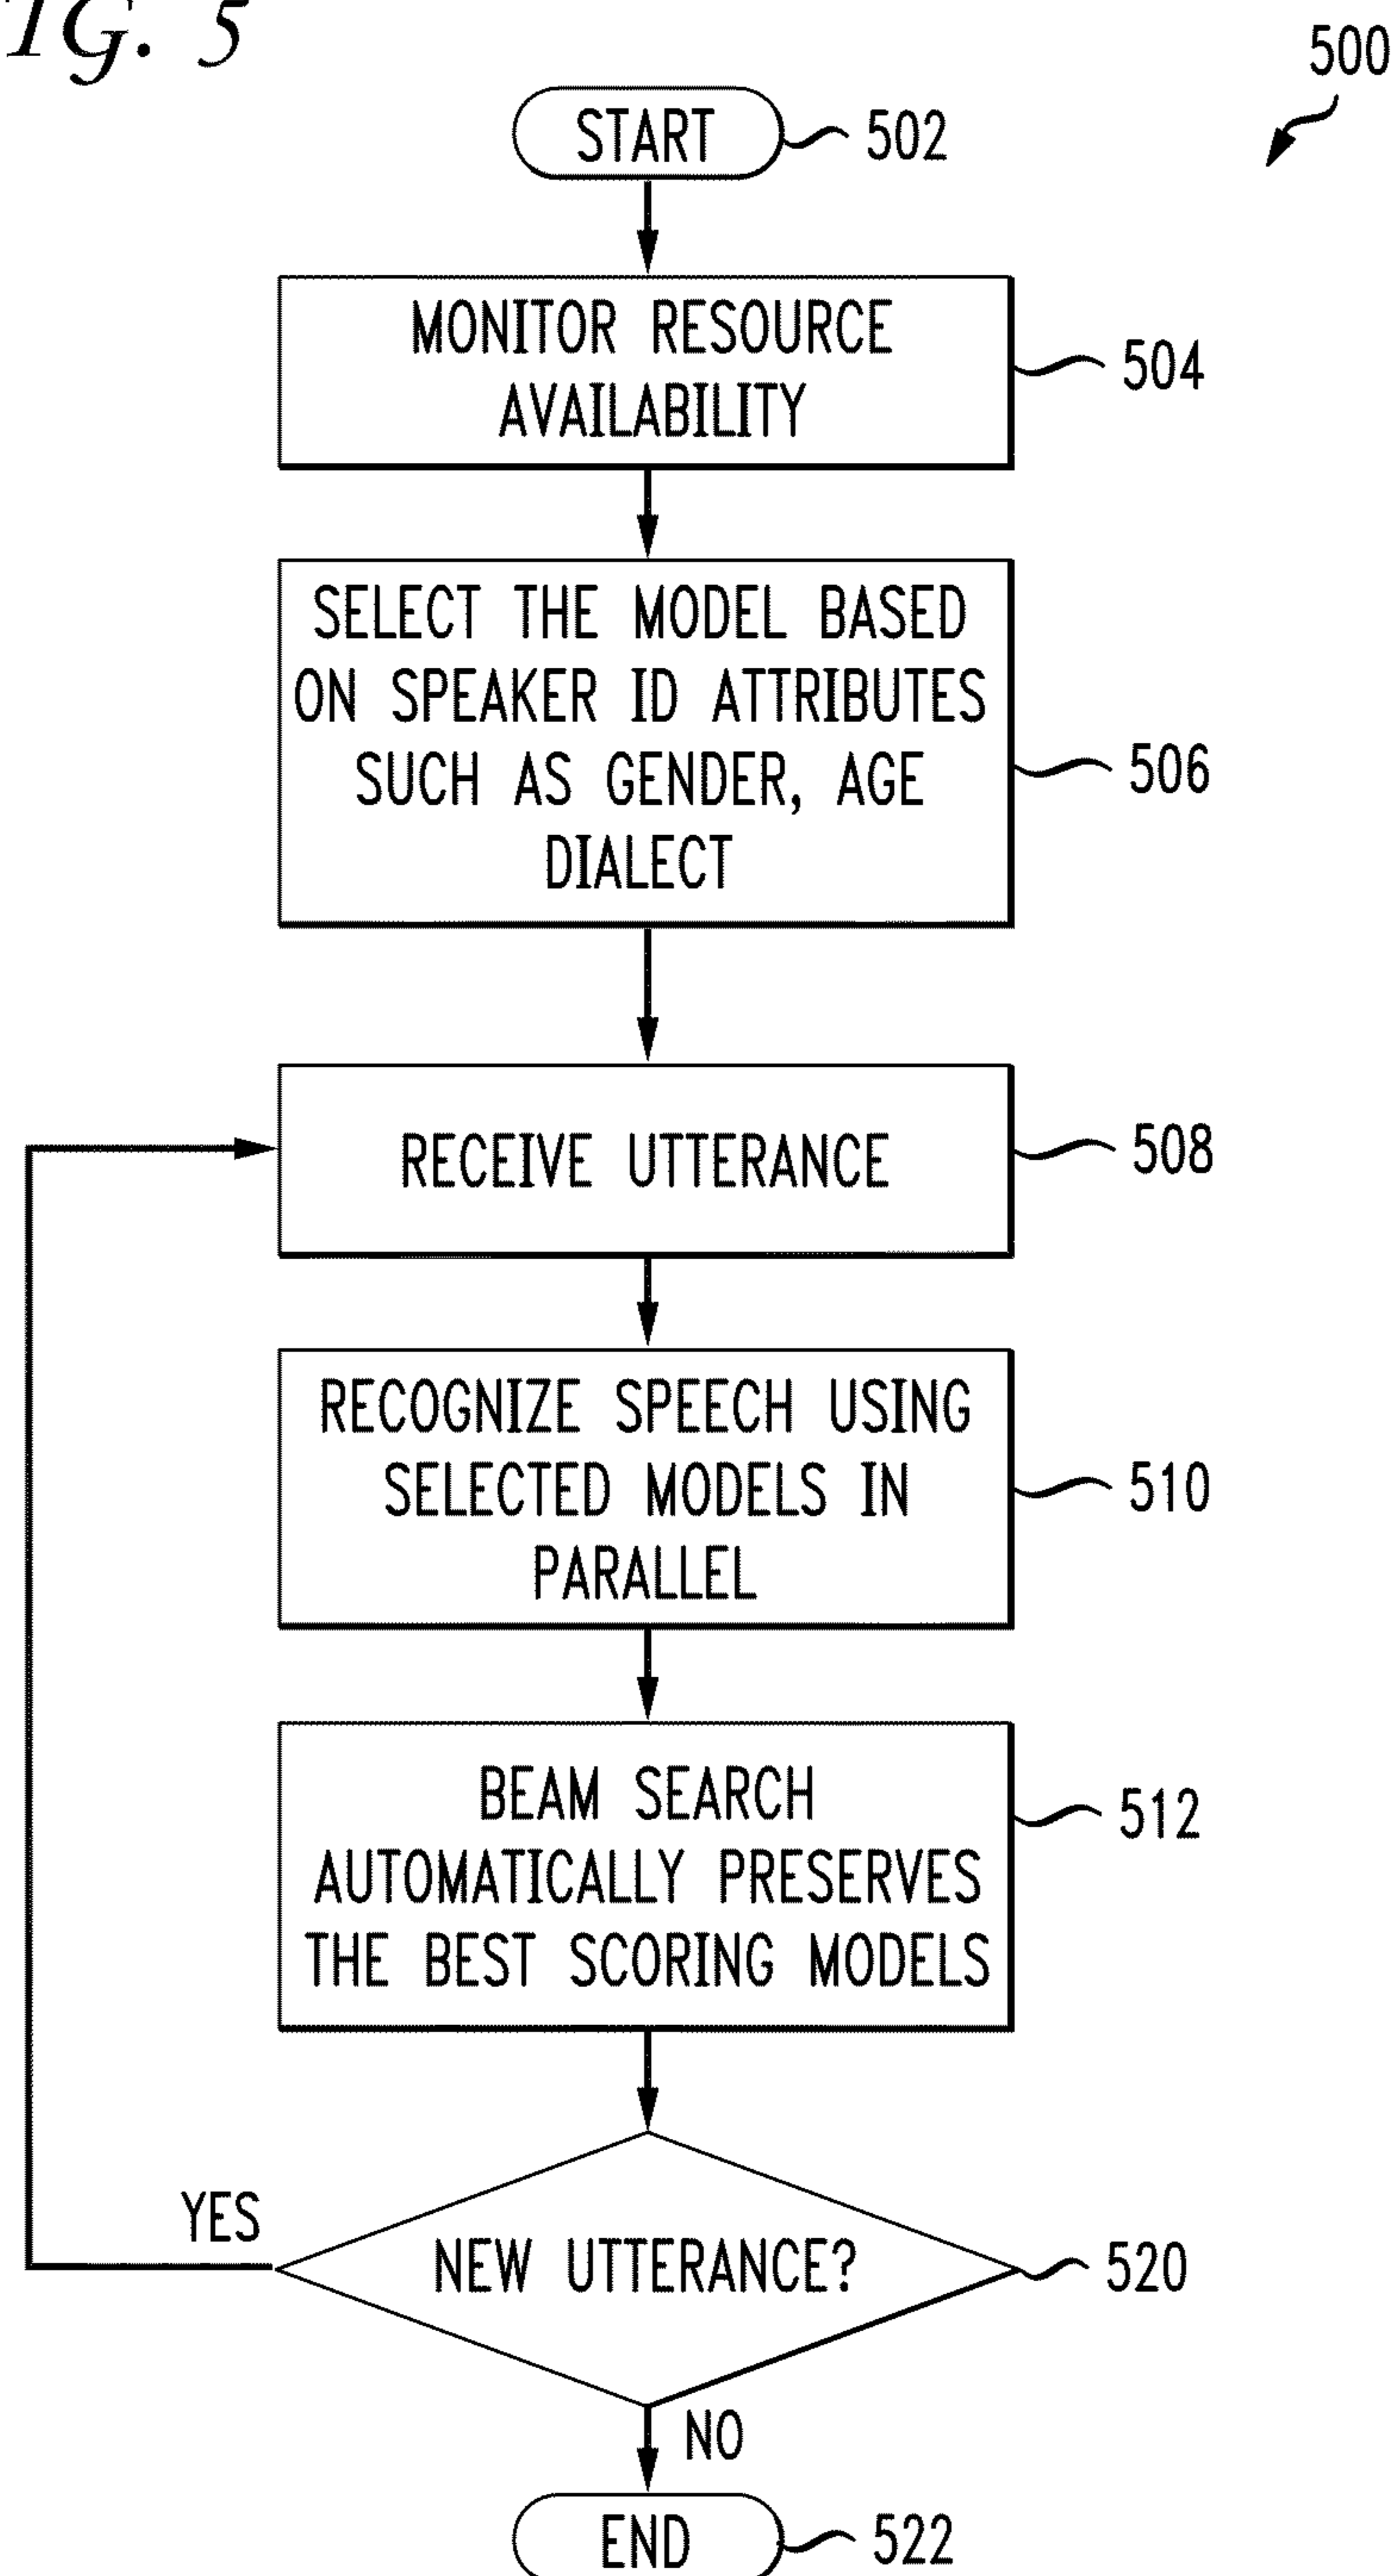 TG. 5
500
START
502
MONITOR RESOURCE
AVAILABILITY
504
SELECT THE MODEL BASED
ON SPEAKER ID ATTRIBUTES
SUCH AS GENDER, AGE
DIALECT
506
RECEIVE UTTERANCE
508
RECOGNIZE SPEECH USING
SELECTED MODELS IN
PARALLEL
510
BEAM SEARCH
AUTOMATICALLY PRESERVES
THE BEST SCORING MODELS
512
YES
NEW UTTERANCE?
520
NO
END
522